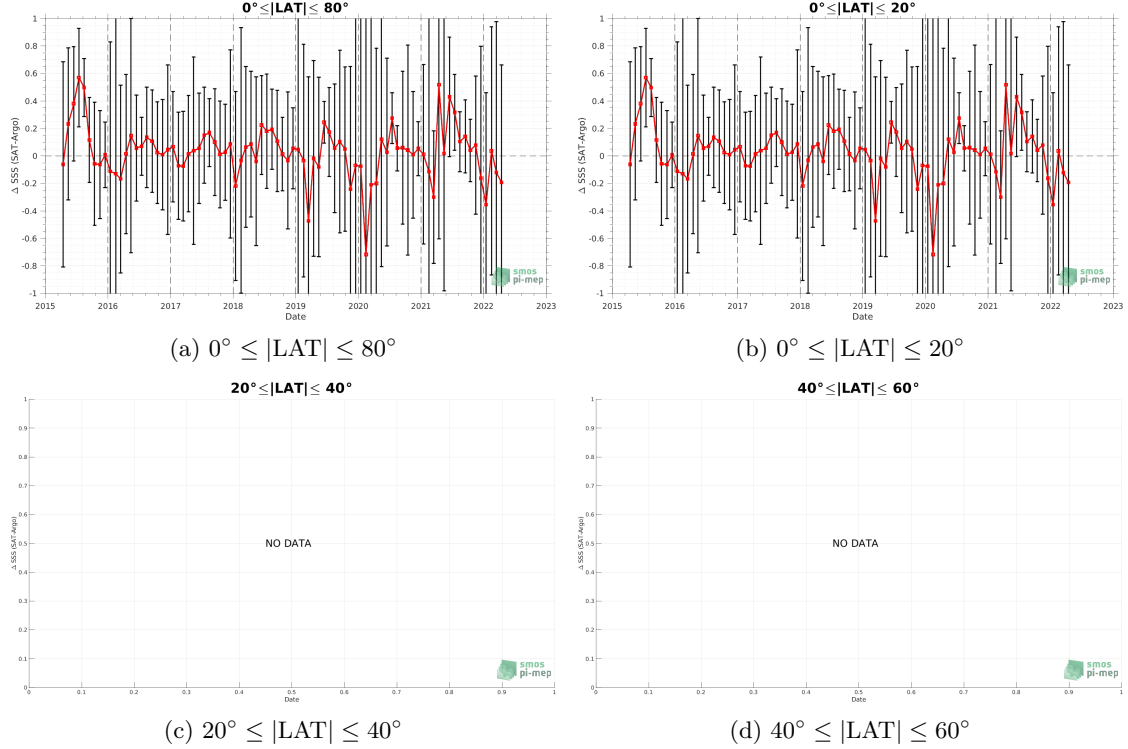 0°≤|LAT|≤ 80°
1
0.8
0.6
0.4
0.2
0
-0.2
-0.4
-0.6
-0.8
-1
Δ SSS (SAT-Argo)
2015 2016 2017 2018 2019 2020 2021 2022 2023
Date
smos
pi-mep
(a) 0° ≤ |LAT| ≤ 80°
0°≤|LAT|≤ 20°
1
0.8
0.6
0.4
0.2
0
-0.2
-0.4
-0.6
-0.8
-1
Δ SSS (SAT-Argo)
2015 2016 2017 2018 2019 2020 2021 2022 2023
Date
smos
pi-mep
(b) 0° ≤ |LAT| ≤ 20°
20°≤|LAT|≤ 40°
1
0.9
0.8
0.7
0.6
0.5
0.4
0.3
0.2
0.1
0
Δ SSS (SAT-Argo)
NO DATA
0 0.1 0.2 0.3 0.4 0.5 0.6 0.7 0.8 0.9 1
Date
smos
pi-mep
(c) 20° ≤ |LAT| ≤ 40°
40°≤|LAT|≤ 60°
1
0.9
0.8
0.7
0.6
0.5
0.4
0.3
0.2
0.1
0
Δ SSS (SAT-Argo)
NO DATA
0 0.1 0.2 0.3 0.4 0.5 0.6 0.7 0.8 0.9 1
Date
smos
pi-mep
(d) 40° ≤ |LAT| ≤ 60°